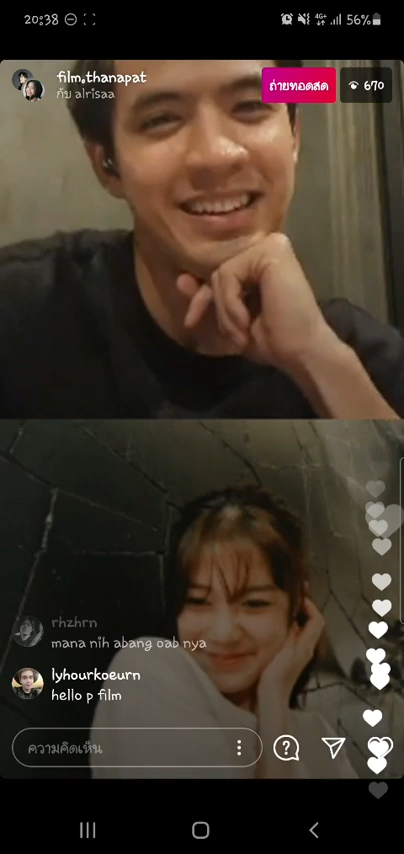 20:38
4G+
56%
film.thanapat
กับ alrisaa
ถ่ายทอดสด
670
rhzhrn
mana nih abang oab nya
lyhourkoeurn
hello p film
ความคิดเห็น